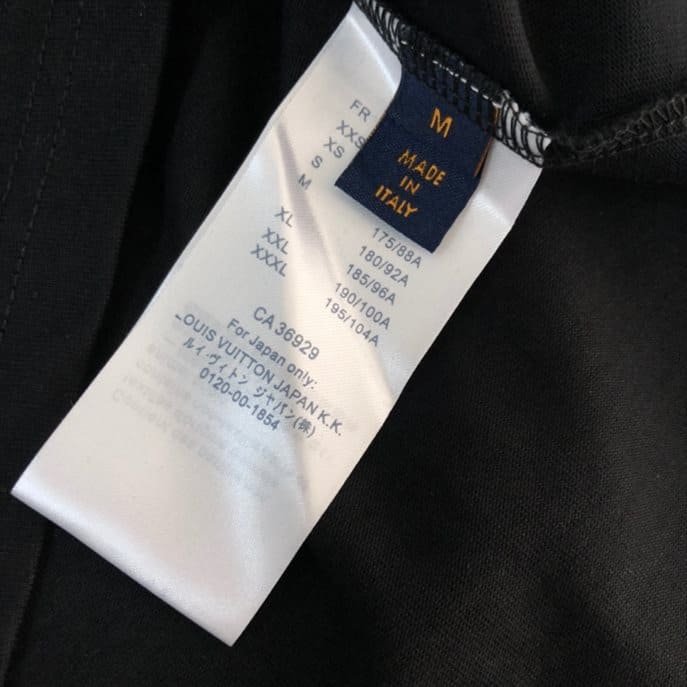 M
MADE
IN
ITALY
FR
XXS
XS
S
M
175/88A
XL 180/92A
XXL 185/96A
XXXL 190/100A
195/104A
CA 36929
For Japan only:
LOUIS VUITTON JAPAN K.K.
ルイ・ヴィトン ジャパン(株)
0120-00-1854